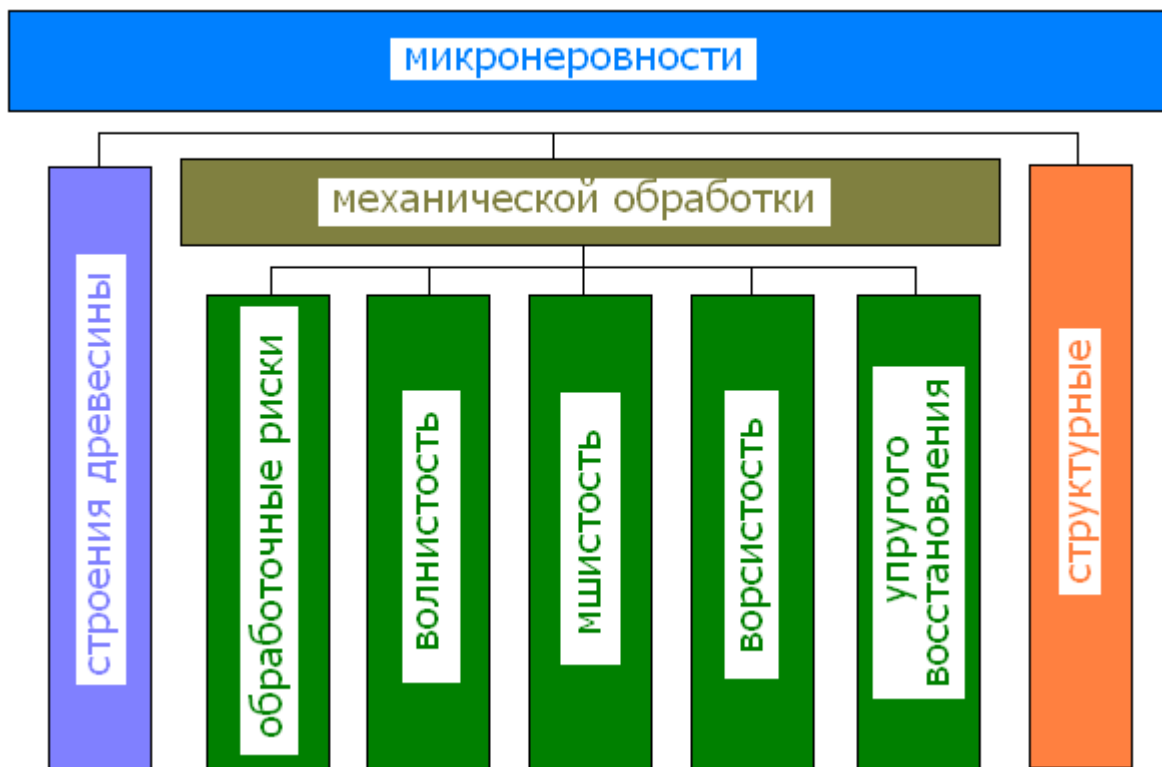 микронеровности
механической обработки
строения древесины
обработочные риски
волнистость
мшистость
ворсистость
упругого
восстановления
структурные